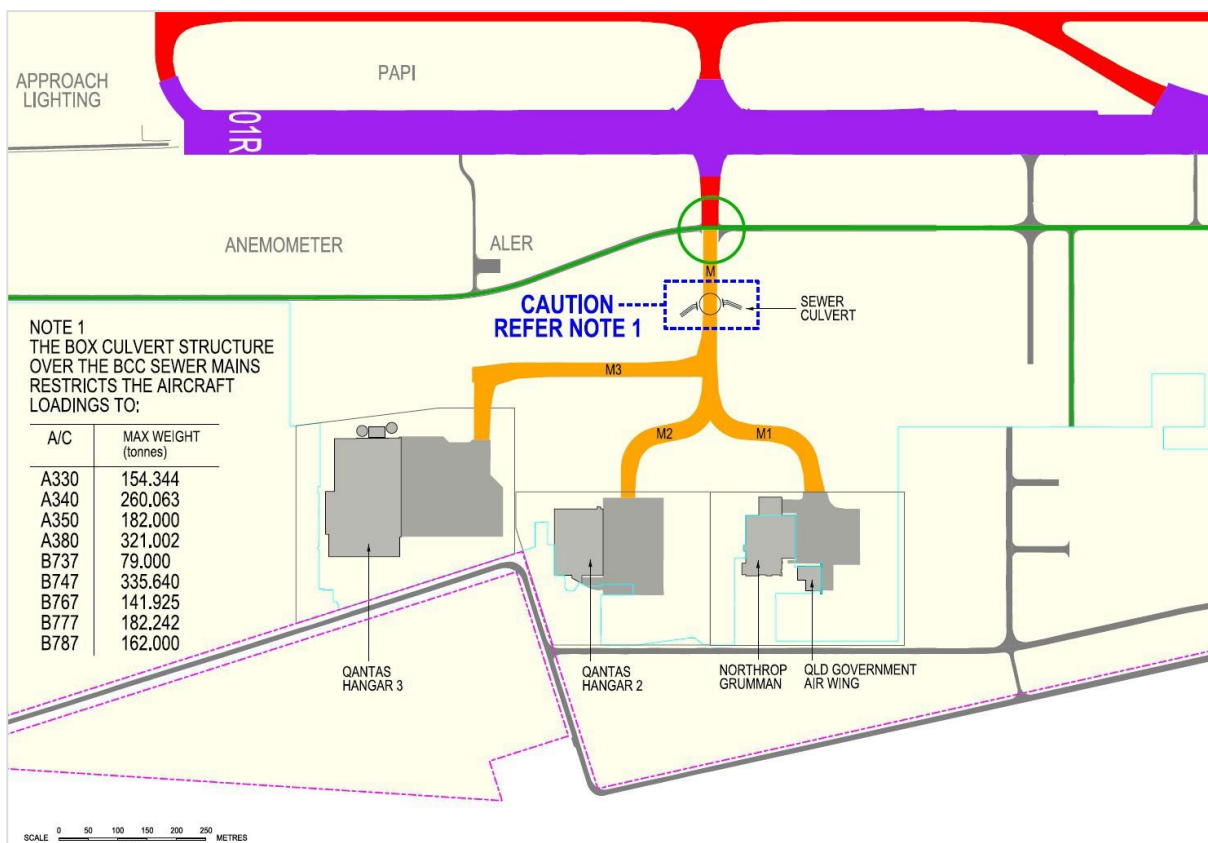 APPROACH
LIGHTING
PAPI
01R
ANEMOMETER
ALER
M
CAUTION
REFER NOTE 1
SEWER
CULVERT
NOTE 1
THE BOX CULVERT STRUCTURE
OVER THE BCC SEWER MAINS
RESTRICTS THE AIRCRAFT
LOADINGS TO:
A/C MAX WEIGHT
(tonnes)
A330 154.344
A340 260.063
A350 182.000
A380 321.002
B737 79.000
B747 335.640
B767 141.925
B777 182.242
B787 162.000
M3
M2
M1
QANTAS
HANGAR 3
QANTAS
HANGAR 2
NORTHROP
GRUMMAN
QLD GOVERNMENT
AIR WING
SCALE 0 50 100 150 200 250 METRES